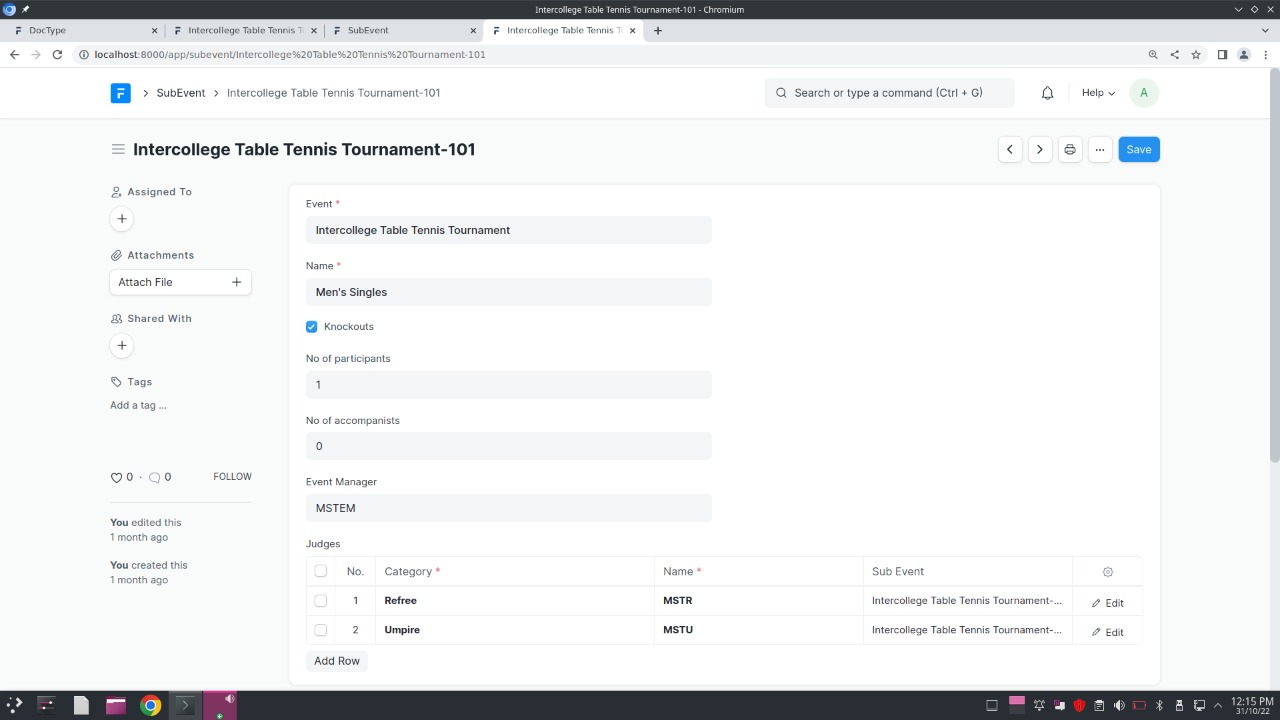 Intercollege Table Tennis Tournament-101 - Chromium
DocType
Intercollege Table Tennis T
SubEvent
Intercollege Table Tennis T
localhost:8000/app/subevent/Intercollege%20Table%20Tennis%20Tournament-101
SubEvent
Intercollege Table Tennis Tournament-101
Search or type a command (Ctrl + G)
Help
A
Intercollege Table Tennis Tournament-101
Save
Assigned To
Attachments
Attach File
Shared With
Tags
Add a tag ...
0 · 0 FOLLOW
You edited this
1 month ago
You created this
1 month ago
Event *
Intercollege Table Tennis Tournament
Name *
Men's Singles
Knockouts
No of participants
1
No of accompanists
0
Event Manager
MSTEM
Judges
No. Category * Name * Sub Event
1 Refree MSTR Intercollege Table Tennis Tournament-... Edit
2 Umpire MSTU Intercollege Table Tennis Tournament-... Edit
Add Row
12:15 PM
31/10/22